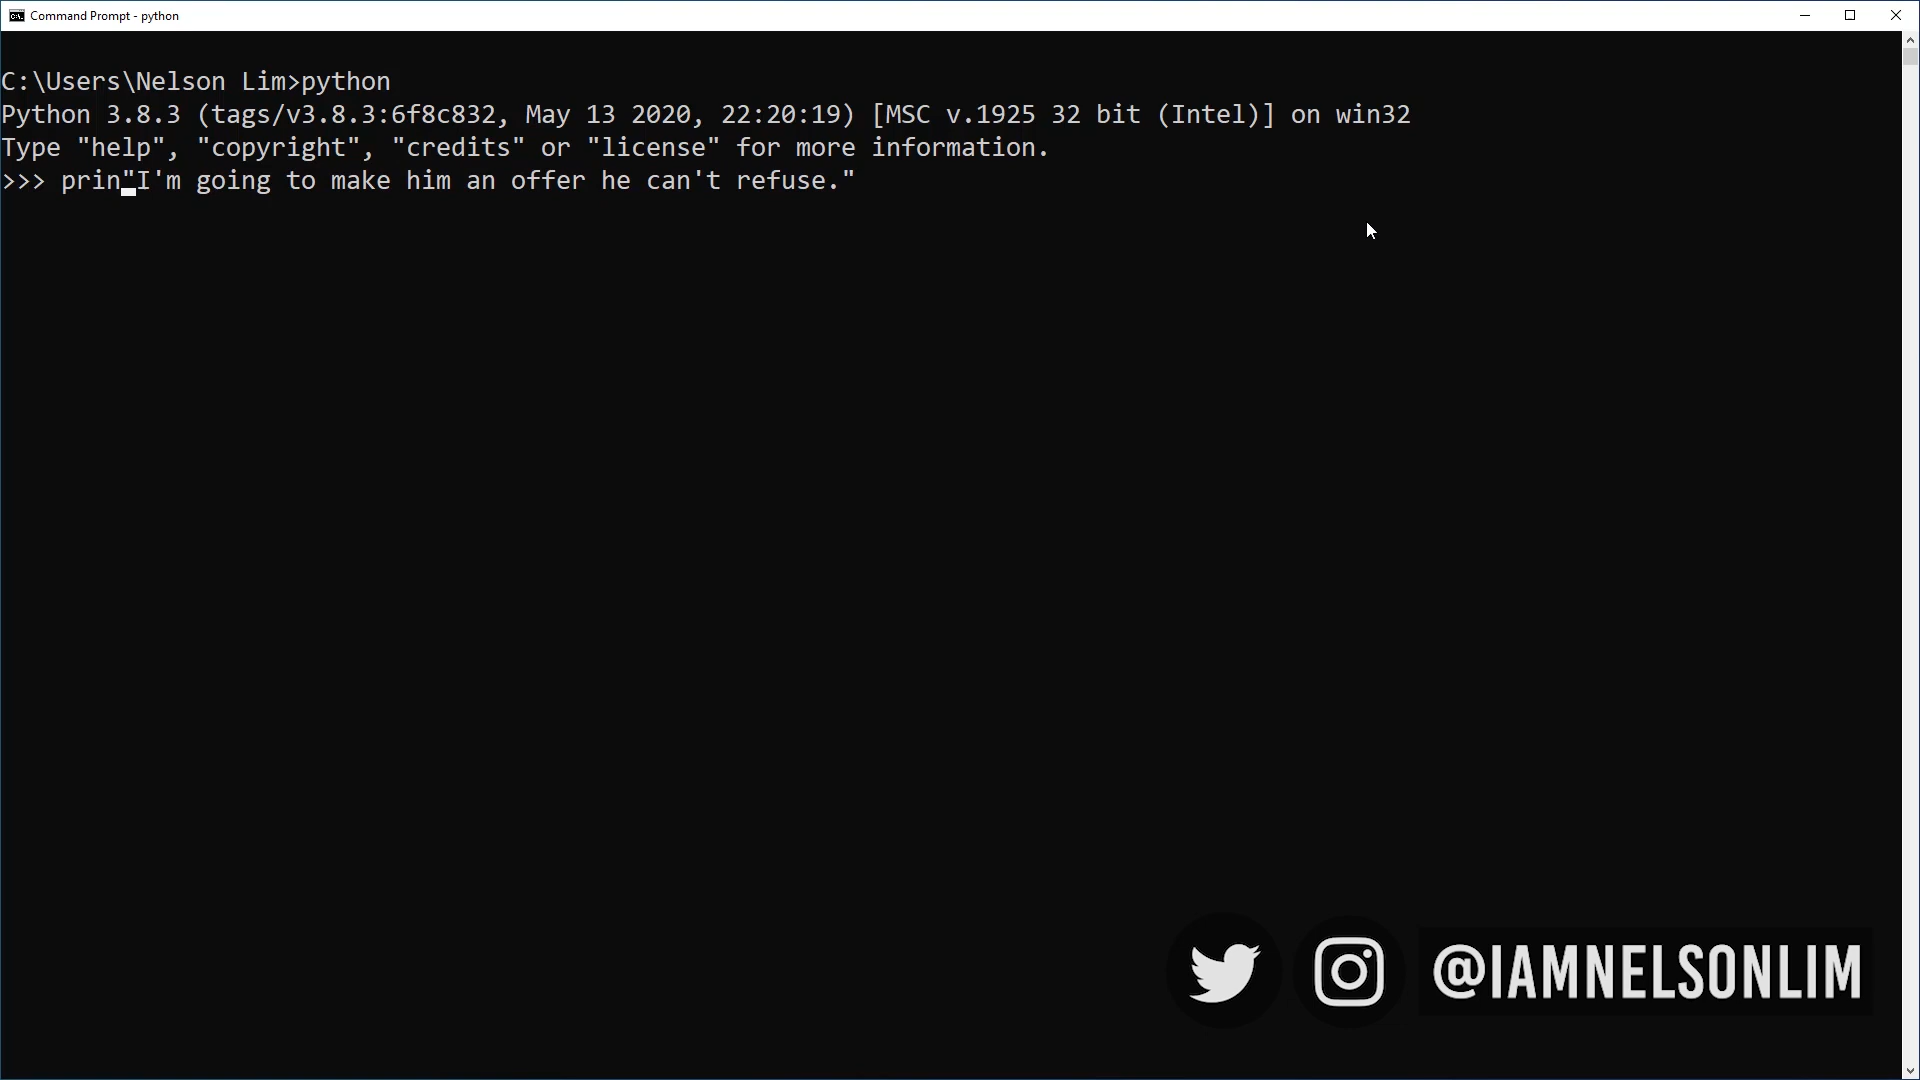 Command Prompt - python
C:\Users\Nelson Lim>python
Python 3.8.3 (tags/v3.8.3:6f8c832, May 13 2020, 22:20:19) [MSC v.1925 32 bit (Intel)] on win32
Type "help", "copyright", "credits" or "license" for more information.
>>> prin"I'm going to make him an offer he can't refuse."
@IAMNELSONLIM